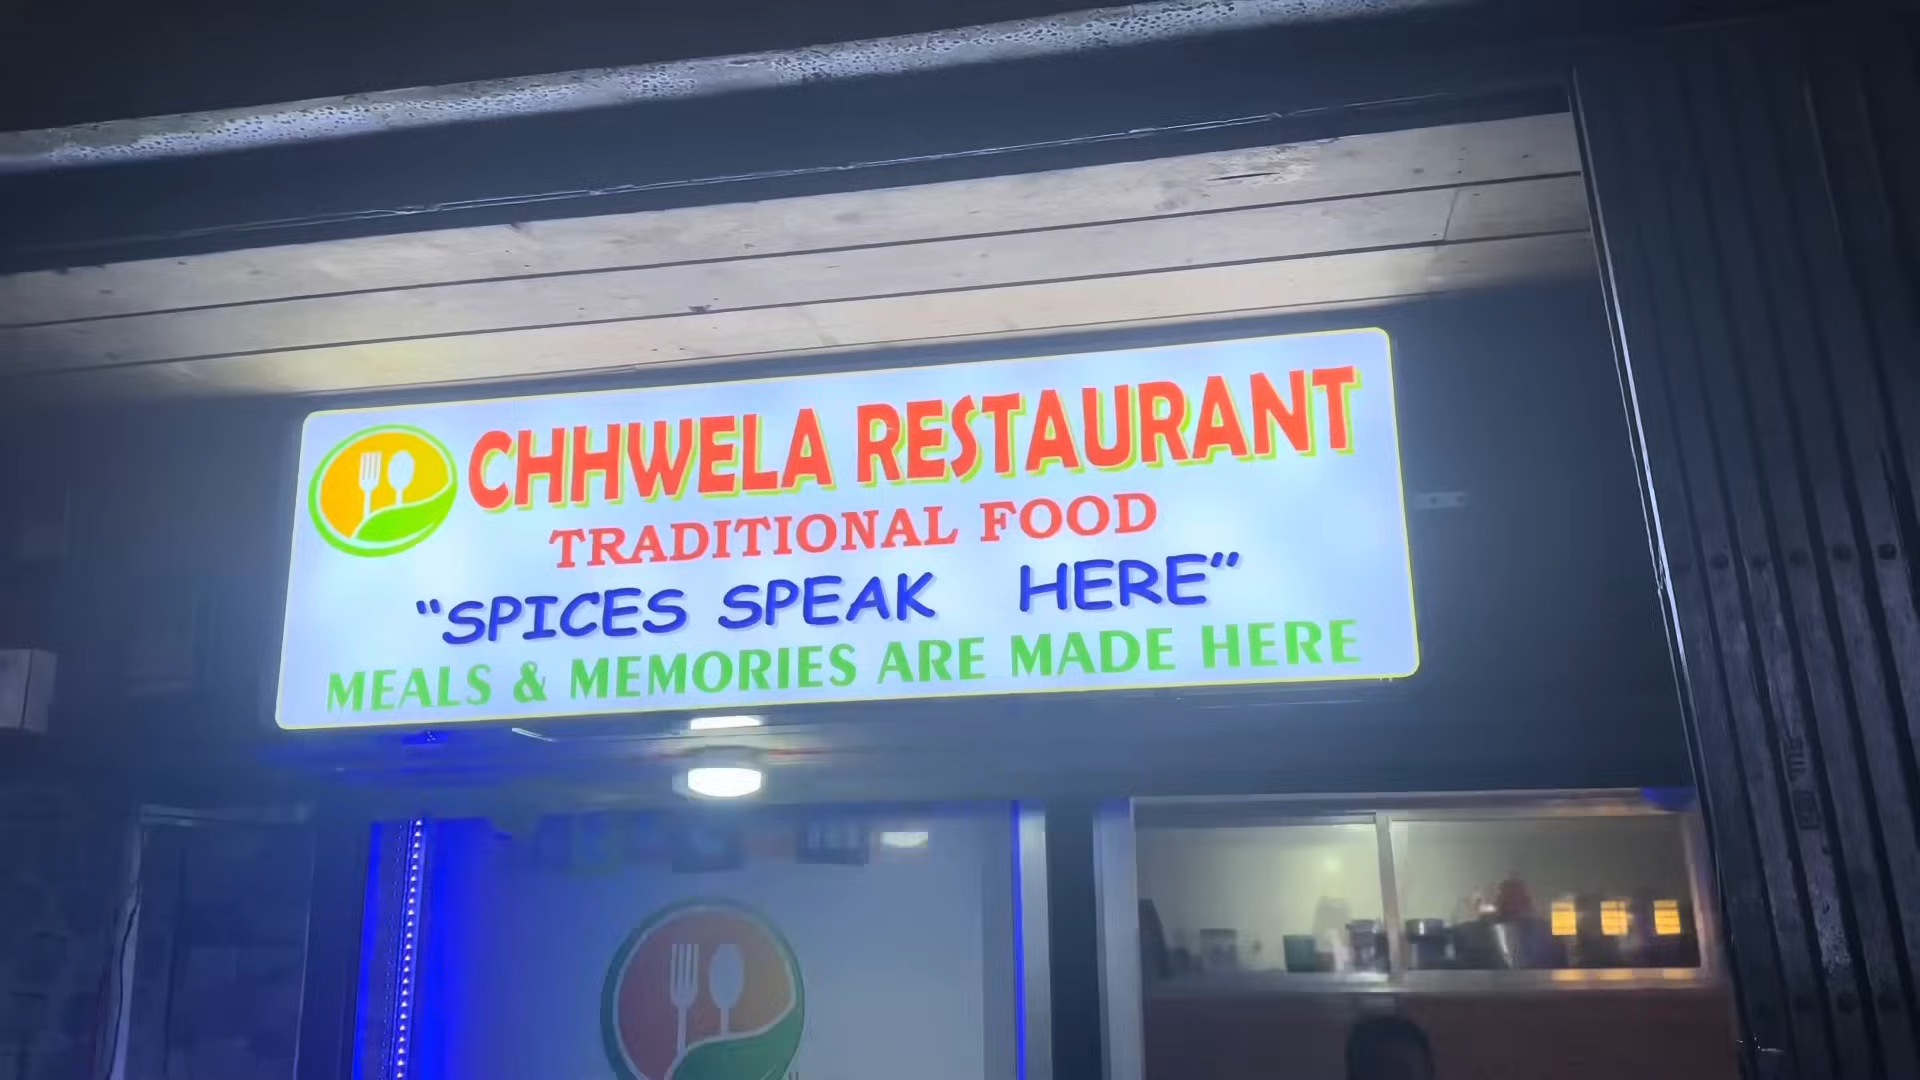 CHHWELA RESTAURANT
TRADITIONAL FOOD
“SPICES SPEAK HERE”
MEALS & MEMORIES ARE MADE HERE